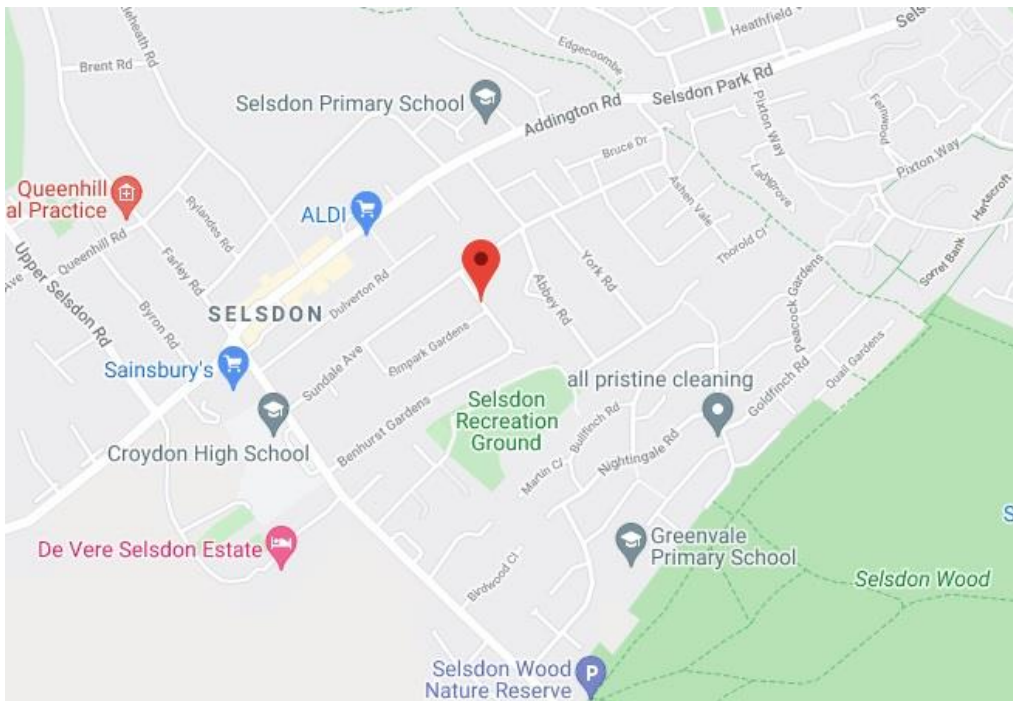 Heathfield
Selsdon Park Rd
Addington Rd
Edgecoombe
Brent Rd
Selsdon Primary School
Bruce Dr
Pixton Way
Fernwood
Pixton Way
Ladygrove
Ashen Vale
Hartscroft
Queenhill
al Practice
Rylandes Rd
ALDI
Queenhill Rd
Farley Rd
Thorold Cl
Sorrel Bank
York Rd
Abbey Rd
Upper Selsdon Rd
Byron Rd
Dulverton Rd
SELSDON
Peacock Gardens
Elmpark Gardens
Sundale Ave
Sainsbury's
Quail Gardens
Goldfinch Rd
all pristine cleaning
Selsdon
Recreation
Ground
Croydon High School
Benhurst Gardens
Bullfinch Rd
Nightingale Rd
Martin Cl
De Vere Selsdon Estate
Greenvale
Primary School
Birdwood Cl
Selsdon Wood
Selsdon Wood
Nature Reserve
P